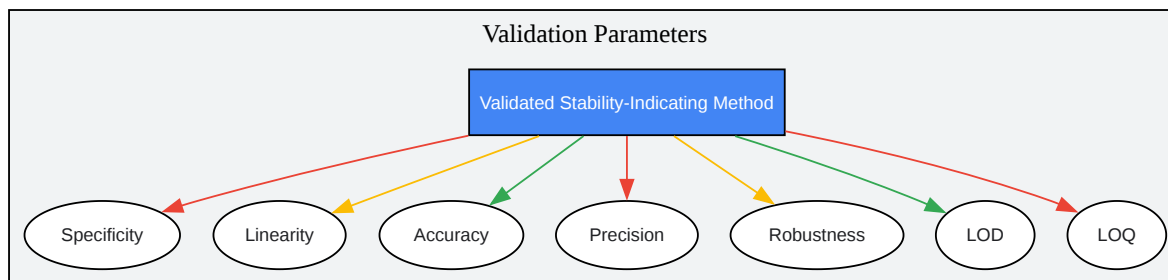 Validation Parameters
Validated Stability-Indicating Method
Specificity
Linearity
Accuracy
Precision
Robustness
LOD
LOQ